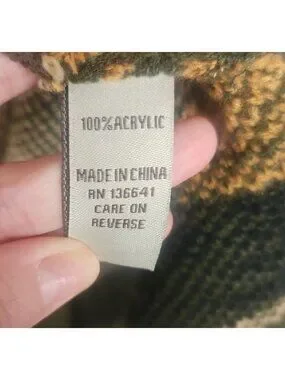 100% ACRYLIC
MADE IN CHINA
RN 136641
CARE ON
REVERSE